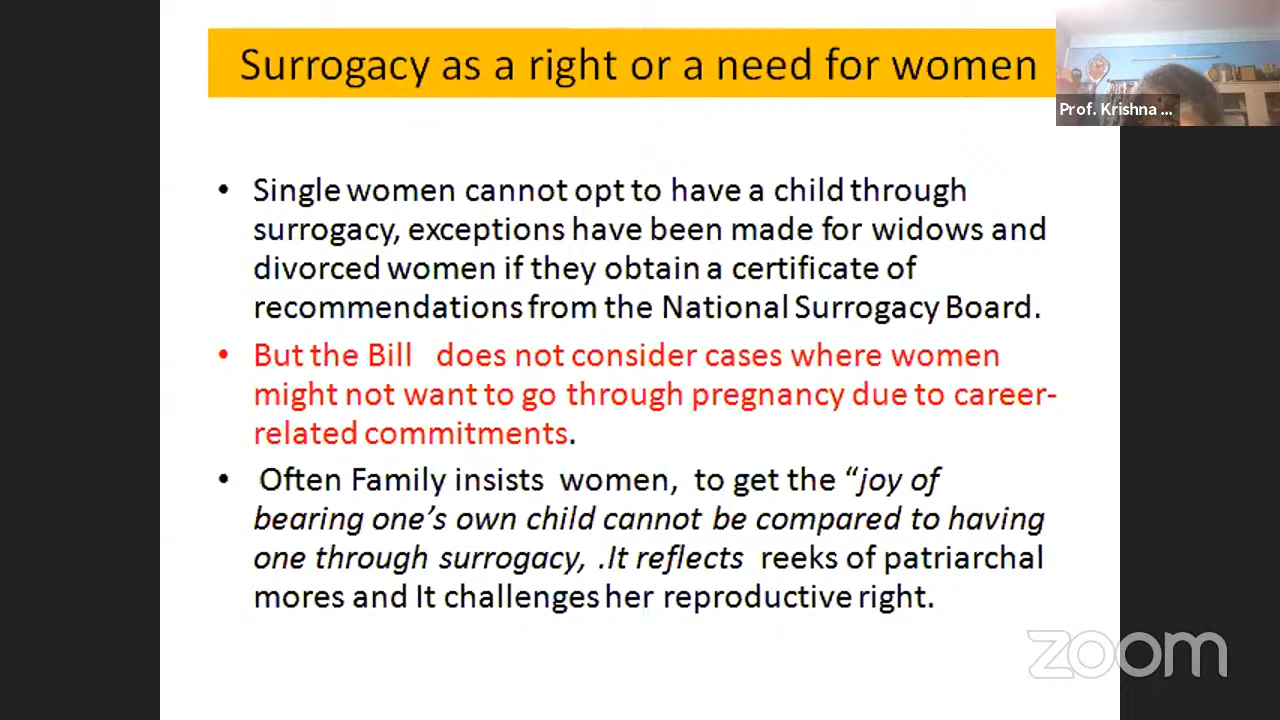 Surrogacy as a right or a need for women
Prof. Krishna ...
• Single women cannot opt to have a child through
surrogacy, exceptions have been made for widows and
divorced women if they obtain a certificate of
recommendations from the National Surrogacy Board.
• But the Bill does not consider cases where women
might not want to go through pregnancy due to career-
related commitments.
• Often Family insists women, to get the “joy of
bearing one’s own child cannot be compared to having
one through surrogacy, .It reflects reeks of patriarchal
mores and It challenges her reproductive right.
zoom